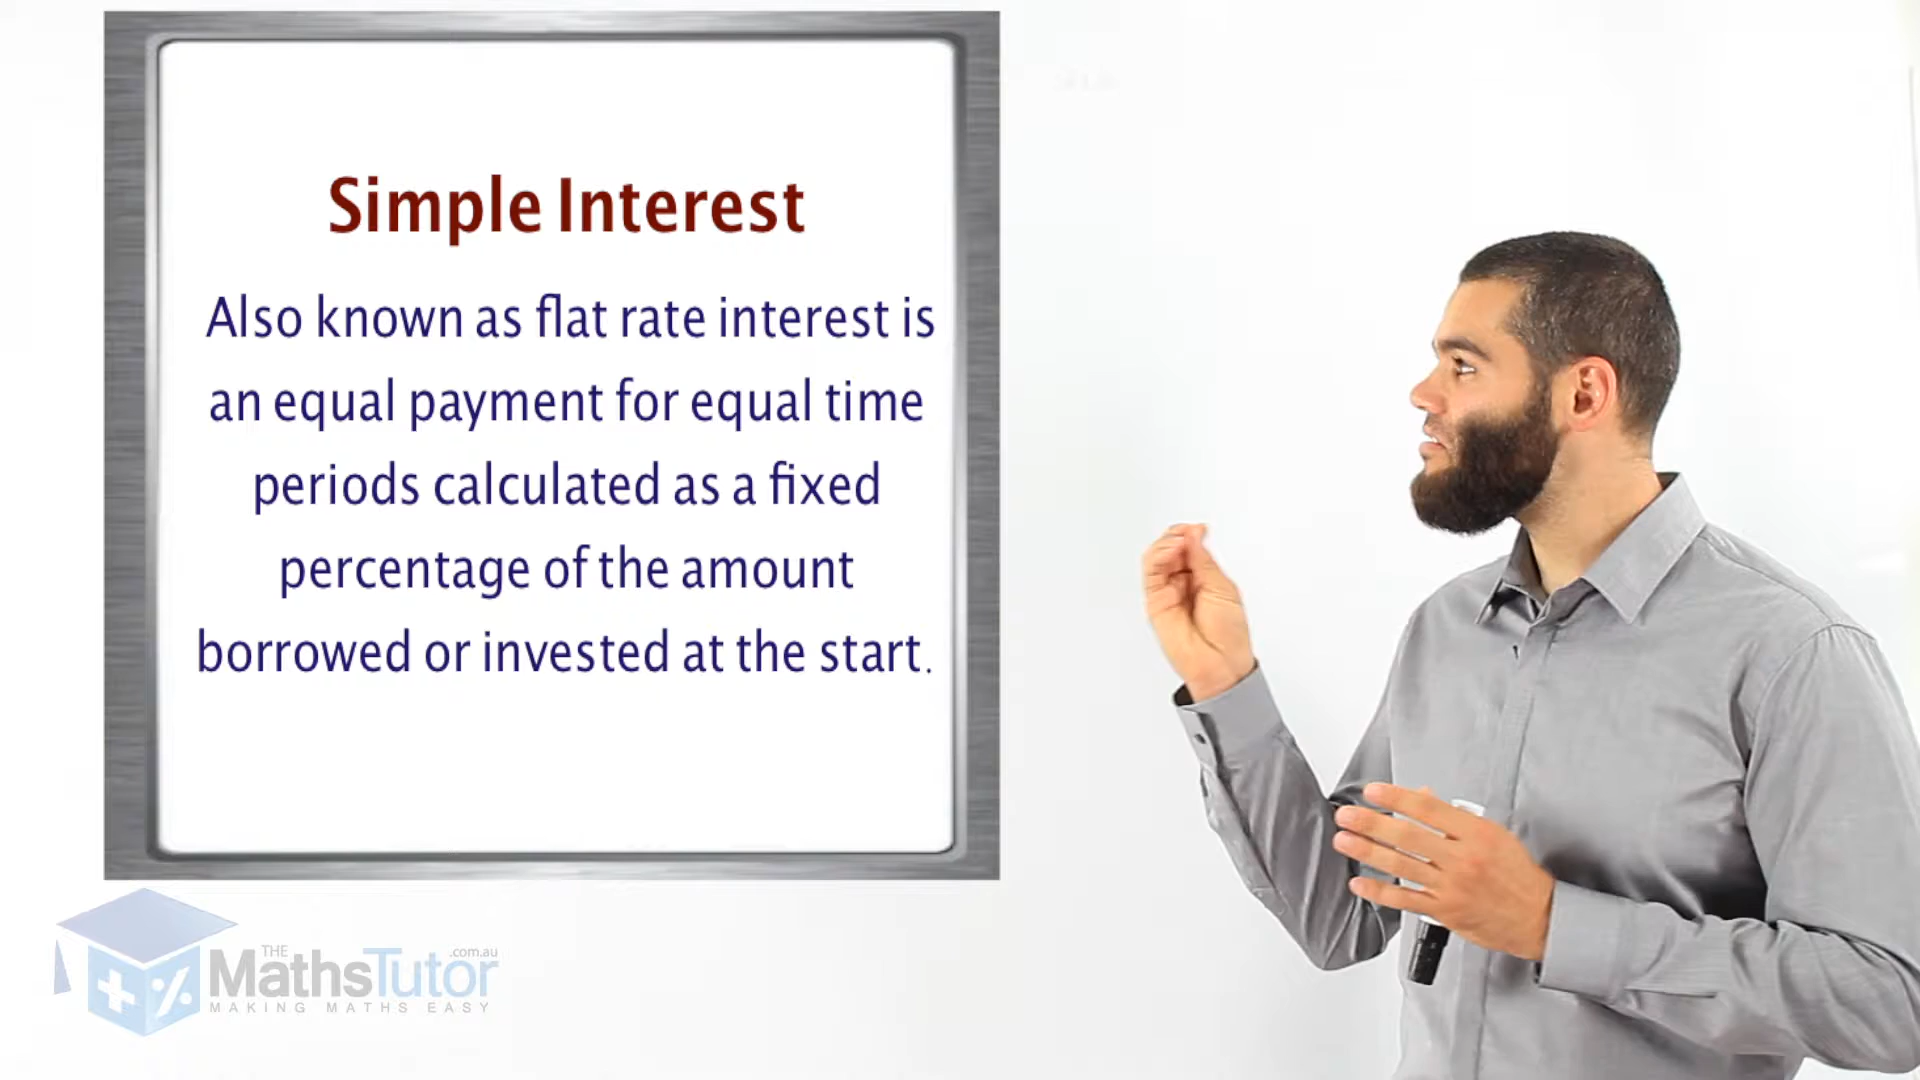 Simple Interest
Also known as flat rate interest is
an equal payment for equal time
periods calculated as a fixed
percentage of the amount
borrowed or invested at the start.
THE
MathsTutor
.com.au
MAKING MATHS EASY